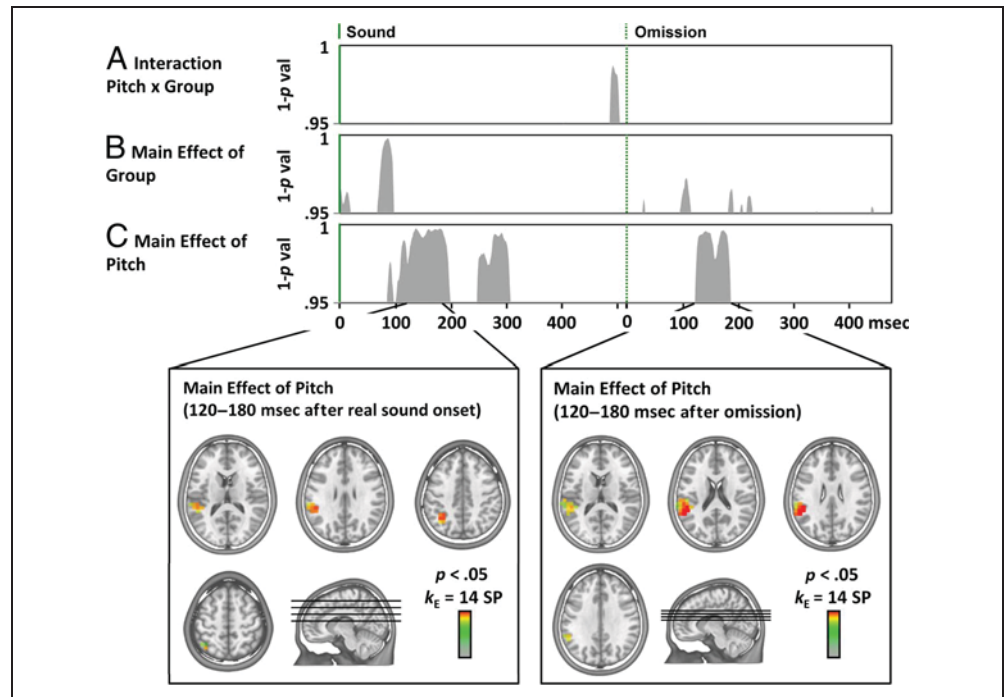 Sound
Omission
A Interaction
Pitch x Group
1
1-p val
.95
B Main Effect of
Group
1
1-p val
.95
C Main Effect of
Pitch
1
1-p val
.95
0 100 200 300 400 0 100 200 300 400 msec
Main Effect of Pitch
(120–180 msec after real sound onset)
p < .05
kE = 14 SP
Main Effect of Pitch
(120–180 msec after omission)
p < .05
kE = 14 SP